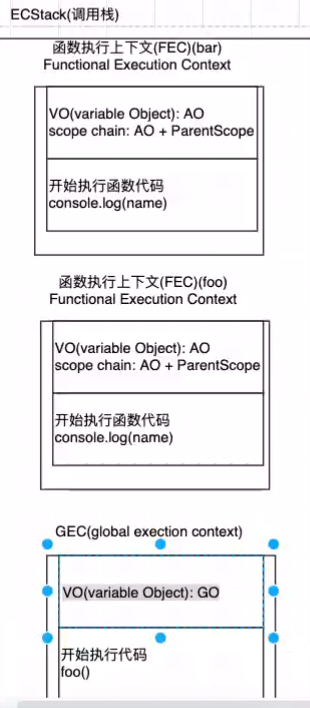 ECStack(调用栈)
函数执行上下文(FEC)(bar)
Functional Execution Context
VO(variable Object): AO
scope chain: AO + ParentScope
开始执行函数代码
console.log(name)
函数执行上下文(FEC)(foo)
Functional Execution Context
VO(variable Object): AO
scope chain: AO + ParentScope
开始执行函数代码
console.log(name)
GEC(global exection context)
VO(variable Object): GO
开始执行代码
foo()